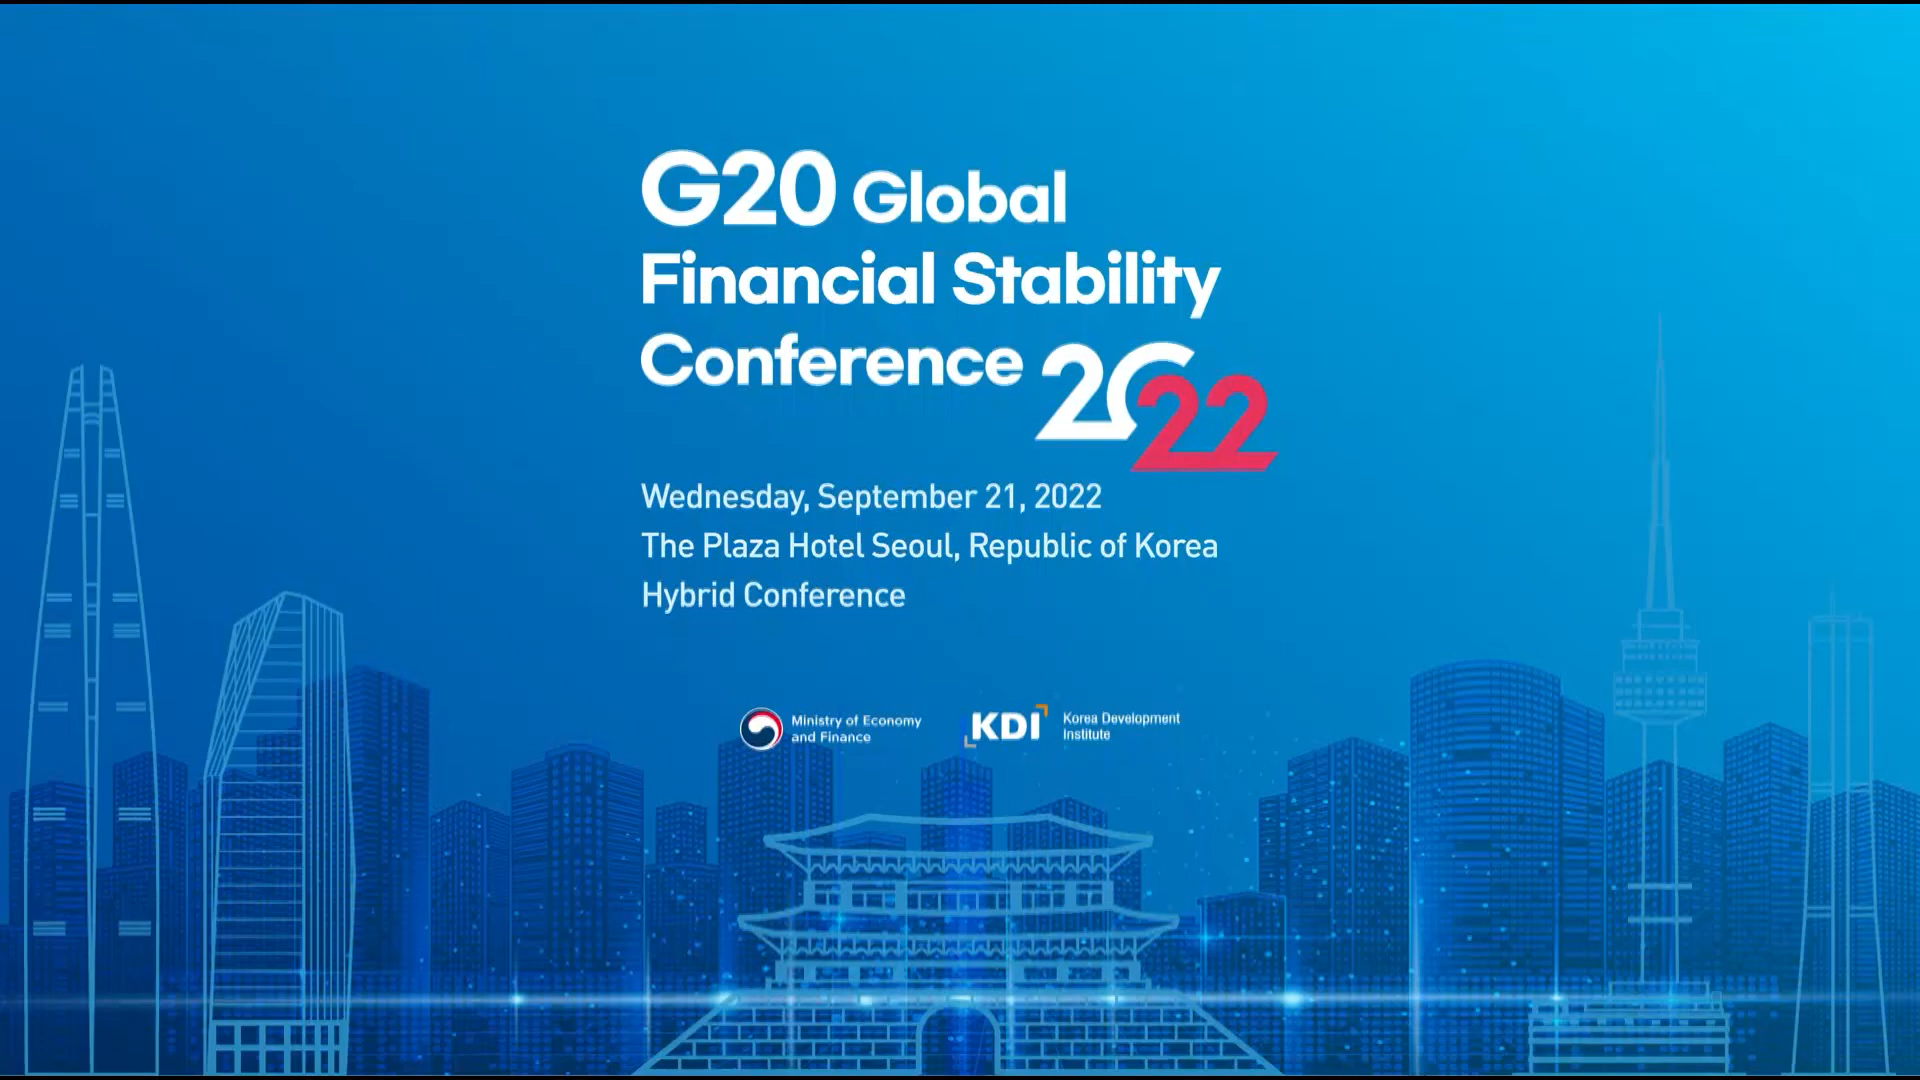 G20 Global
Financial Stability
Conference 2022
Wednesday, September 21, 2022
The Plaza Hotel Seoul, Republic of Korea
Hybrid Conference
Ministry of Economy
and Finance
KDI
Korea Development
Institute